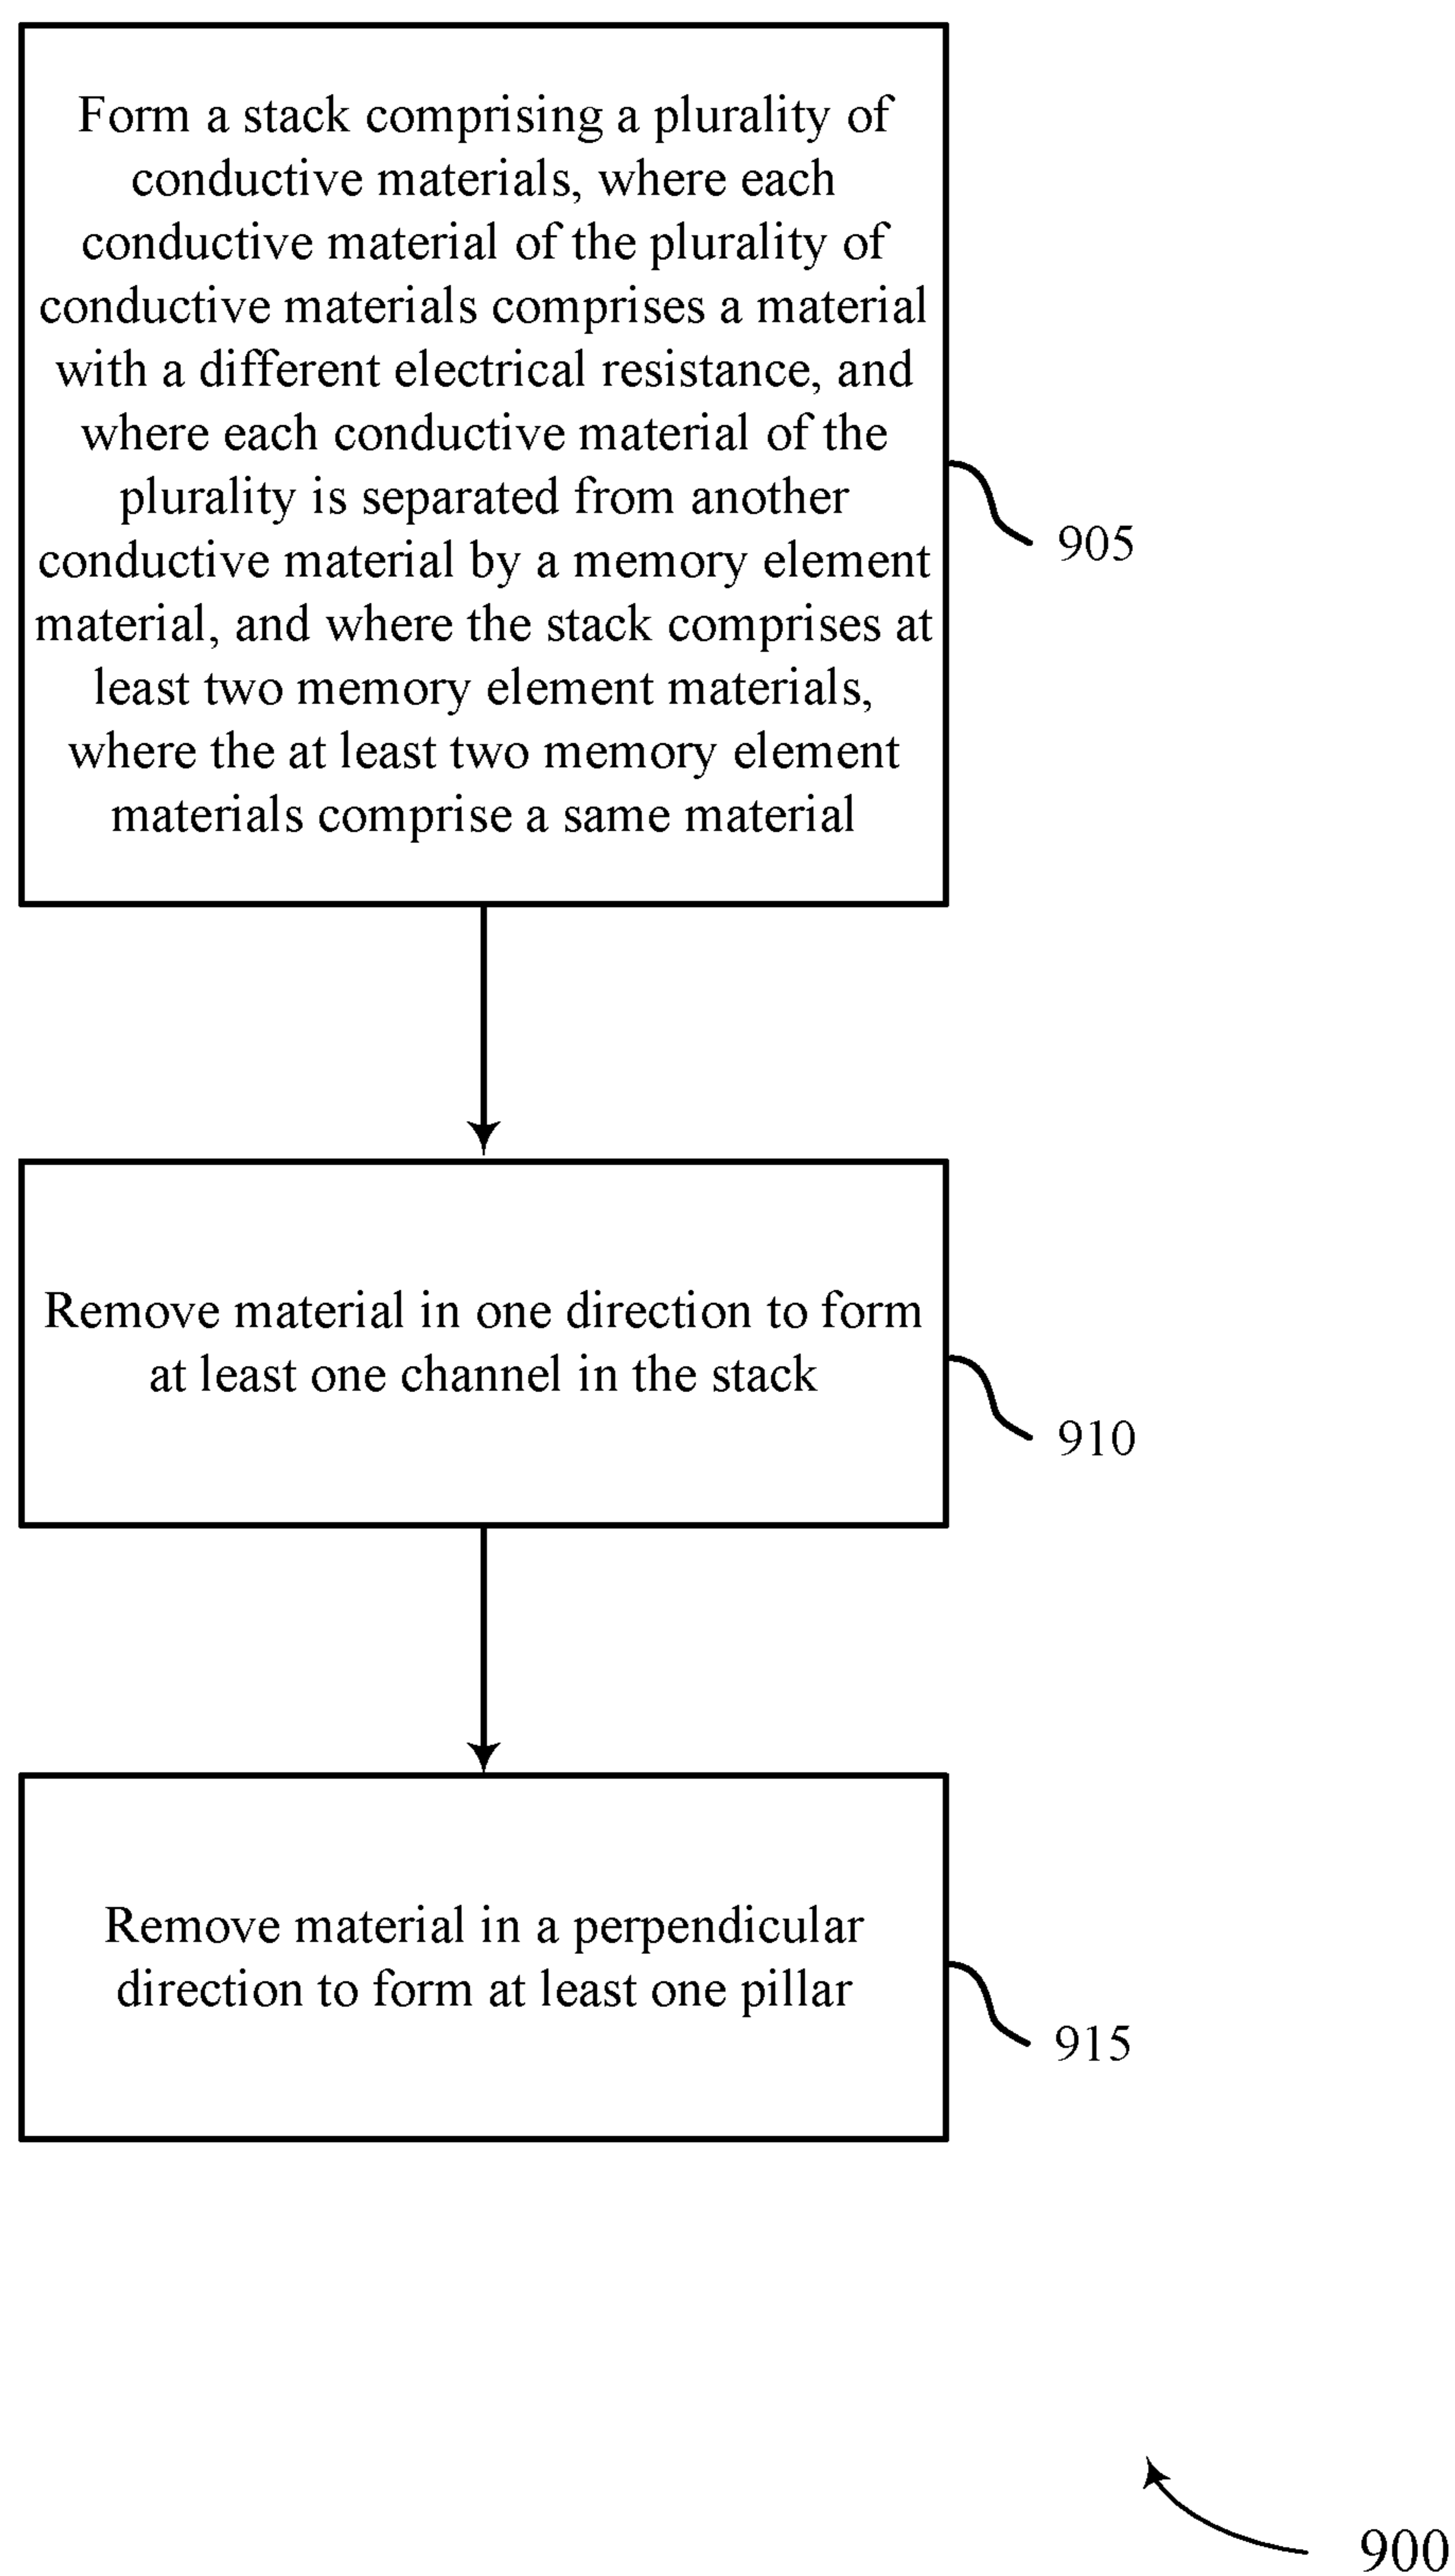 Form a stack comprising a plurality of
conductive materials, where each
conductive material of the plurality of
conductive materials comprises a material
with a different electrical resistance, and
where each conductive material of the
plurality is separated from another
conductive material by a memory element
material, and where the stack comprises at
least two memory element materials,
where the at least two memory element
materials comprise a same material
905
Remove material in one direction to form
at least one channel in the stack
910
Remove material in a perpendicular
direction to form at least one pillar
915
900